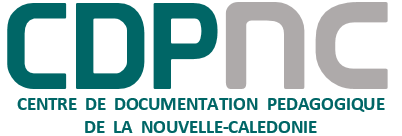 CDPNC
CENTRE DE DOCUMENTATION PEDAGOGIQUE
DE LA NOUVELLE-CALEDONIE